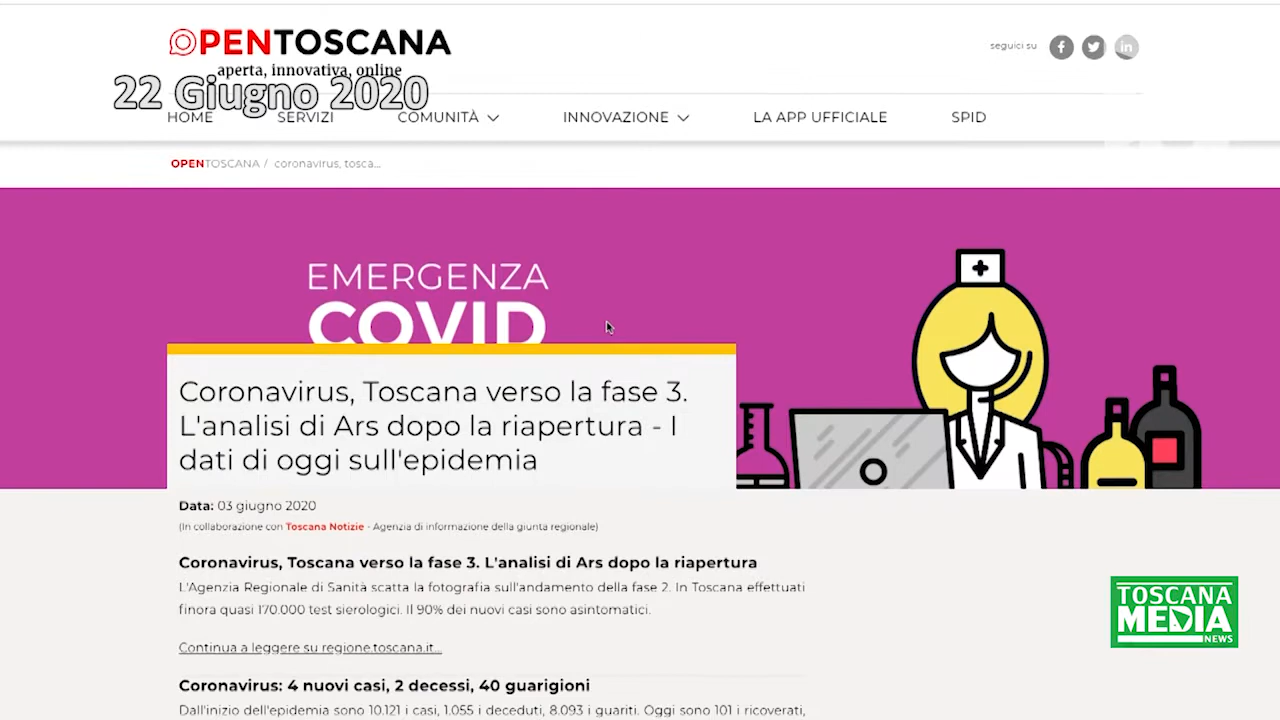 OPENTOSCANA
aperta, innovativa, online
seguici su
22 Giugno 2020
HOME SERVIZI COMUNITÀ INNOVAZIONE LA APP UFFICIALE SPID
OPENTOSCANA / coronavirus, tosca...
EMERGENZA
COVID
Coronavirus, Toscana verso la fase 3.
L'analisi di Ars dopo la riapertura - I
dati di oggi sull'epidemia
Data: 03 giugno 2020
(In collaborazione con Toscana Notizie - Agenzia di informazione della giunta regionale)
Coronavirus, Toscana verso la fase 3. L'analisi di Ars dopo la riapertura
L'Agenzia Regionale di Sanità scatta la fotografia sull'andamento della fase 2. In Toscana effettuati
finora quasi 170.000 test sierologici. Il 90% dei nuovi casi sono asintomatici.
Continua a leggere su regione.toscana.it...
Coronavirus: 4 nuovi casi, 2 decessi, 40 guarigioni
Dall'inizio dell'epidemia sono 10.121 i casi, 1.055 i deceduti, 8.093 i guariti. Oggi sono 101 i ricoverati,
TOSCANA
MEDIA
NEWS